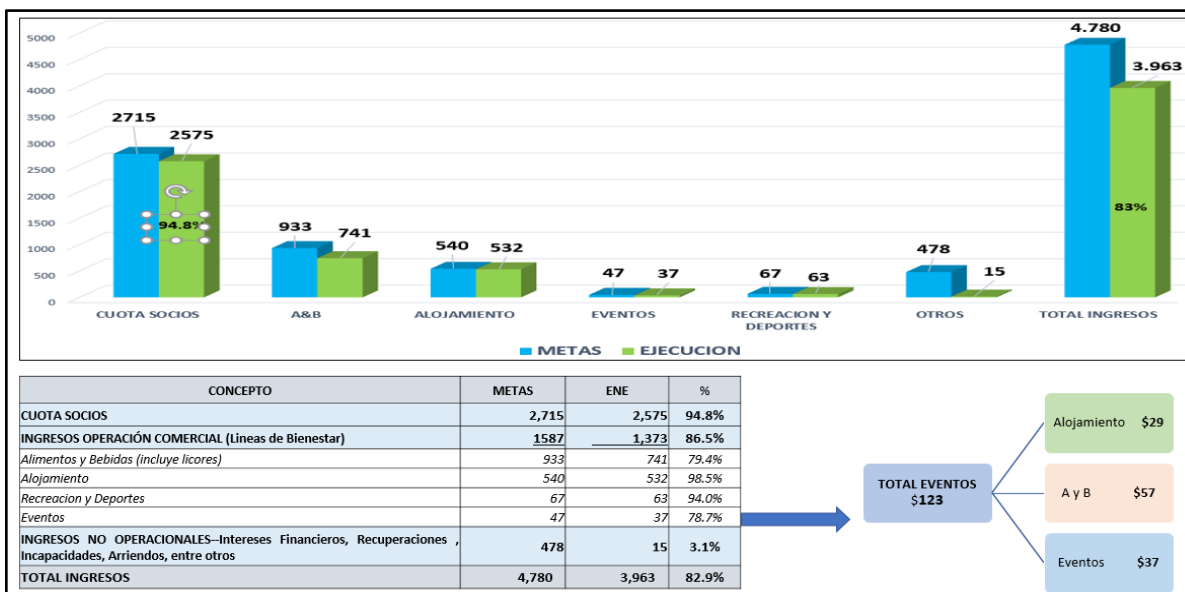 4.780
5000
4500
3.963
4000
3500
2715
2575
3000
2500
2000
94.8%
83%
1500
933
741
540
532
478
1000
47
37
67
63
15
500
0
CUOTA SOCIOS
A&B
ALOJAMIENTO
EVENTOS
RECREACION Y
DEPORTES
OTROS
TOTAL INGRESOS
METAS EJECUCION
CONCEPTO METAS ENE %
CUOTA SOCIOS 2,715 2,575 94.8%
INGRESOS OPERACIÓN COMERCIAL (Lineas de Bienestar) 1587 1,373 86.5%
Alimentos y Bebidas (incluye licores) 933 741 79.4%
Alojamiento 540 532 98.5%
Recreacion y Deportes 67 63 94.0%
Eventos 47 37 78.7%
INGRESOS NO OPERACIONALES--Intereses Financieros, Recuperaciones ,
Incapacidades, Arriendos, entre otros 478 15 3.1%
TOTAL INGRESOS 4,780 3,963 82.9%
TOTAL EVENTOS
$123
Alojamiento $29
A y B $57
Eventos $37